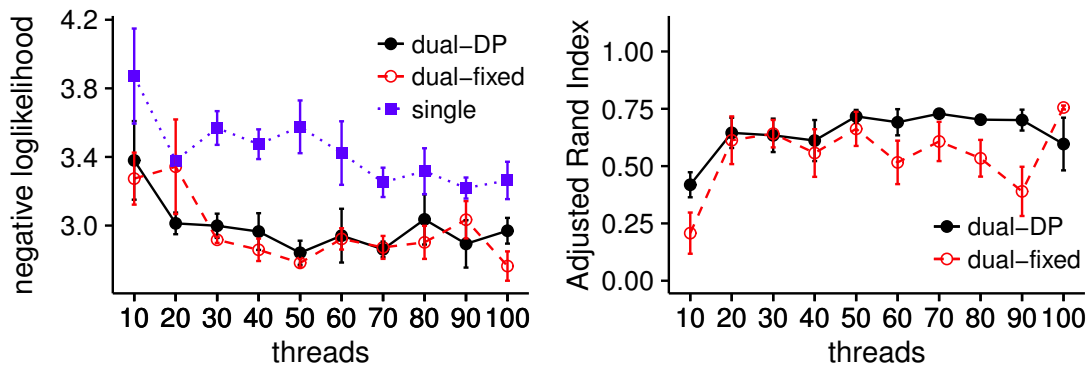 negative loglikelihood
4.2
3.8
3.4
3.0
dual−DP
dual−fixed
single
10 20 30 40 50 60 70 80 90 100
threads
Adjusted Rand Index
1.00
0.75
0.50
0.25
0.00
dual−DP
dual−fixed
10 20 30 40 50 60 70 80 90 100
threads